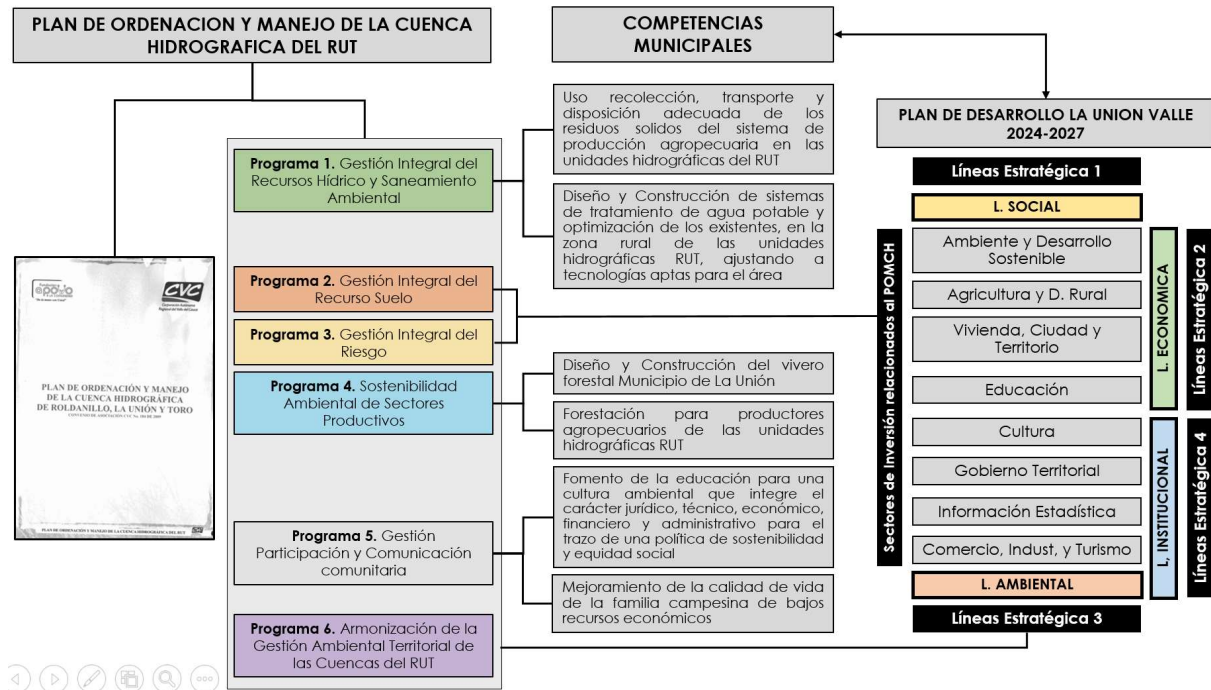 PLAN DE ORDENACION Y MANEJO DE LA CUENCA
HIDROGRAFICA DEL RUT
COMPETENCIAS
MUNICIPALES
PLAN DE DESARROLLO LA UNION VALLE
2024-2027
CVC
PLAN DE ORDENACIÓN Y MANEJO
DE LA CUENCA HIDROGRÁFICA
DE ROLDANILLO, LA UNIÓN Y TORO
PLAN DE ORDENACIÓN Y MANEJO DE LA CUENCA HIDROGRÁFICA DEL RUT
Programa 1. Gestión Integral del
Recursos Hídrico y Saneamiento
Ambiental
Programa 2. Gestión Integral del
Recurso Suelo
Programa 3. Gestión Integral del
Riesgo
Programa 4. Sostenibilidad
Ambiental de Sectores
Productivos
Programa 5. Gestión
Participación y Comunicación
comunitaria
Programa 6. Armonización de la
Gestión Ambiental Territorial de
las Cuencas del RUT
Uso recolección, transporte y
disposición adecuada de los
residuos solidos del sistema de
producción agropecuaria en las
unidades hidrográficas del RUT
Diseño y Construcción de sistemas
de tratamiento de agua potable y
optimización de los existentes, en la
zona rural de las unidades
hidrográficas RUT, ajustando a
tecnologías aptas para el área
Diseño y Construcción del vivero
forestal Municipio de La Unión
Forestación para productores
agropecuarios de las unidades
hidrográficas RUT
Fomento de la educación para una
cultura ambiental que integre el
carácter jurídico, técnico, económico,
financiero y administrativo para el
trazo de una política de sostenibilidad
y equidad social
Mejoramiento de la calidad de vida
de la familia campesina de bajos
recursos económicos
Líneas Estratégica 1
L. SOCIAL
Sectores de Inversión relacionados al POMCH
Ambiente y Desarrollo
Sostenible
Agricultura y D. Rural
Vivienda, Ciudad y
Territorio
Educación
Cultura
Gobierno Territorial
Información Estadística
Comercio, Indust, y Turismo
L. ECONOMICA
Líneas Estratégica 2
L, INSTITUCIONAL
Líneas Estratégica 4
L. AMBIENTAL
Líneas Estratégica 3